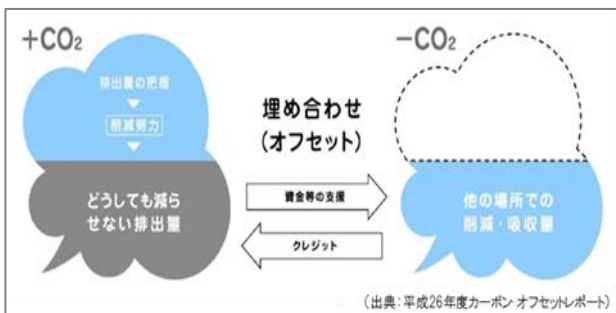 +CO2
−CO2
排出量の把握
削減努力
埋め合わせ
(オフセット)
どうしても減ら
せない排出量
資金等の支援
クレジット
他の場所での
削減・吸収量
(出典:平成26年度カーボン オフセットレポート)